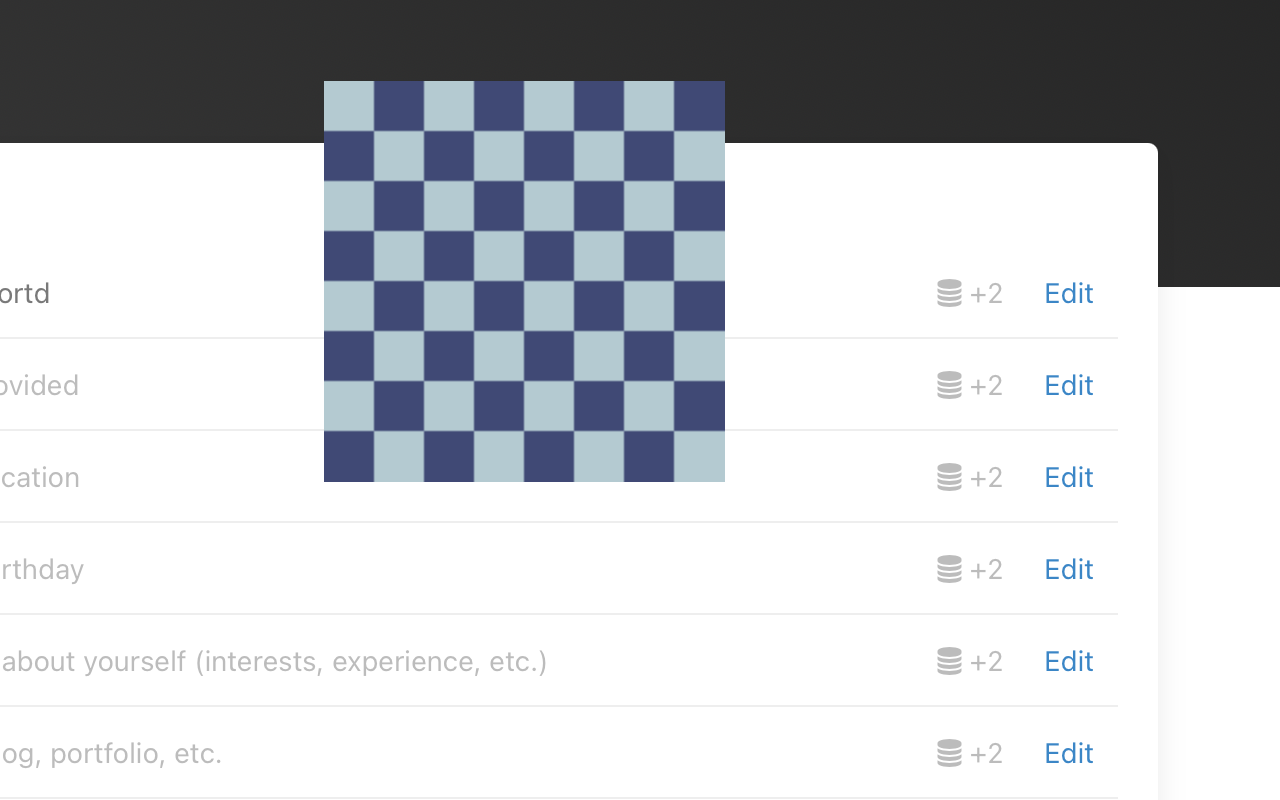 ortd +2 Edit
ovided +2 Edit
cation +2 Edit
rthday +2 Edit
about yourself (interests, experience, etc.) +2 Edit
og, portfolio, etc. +2 Edit